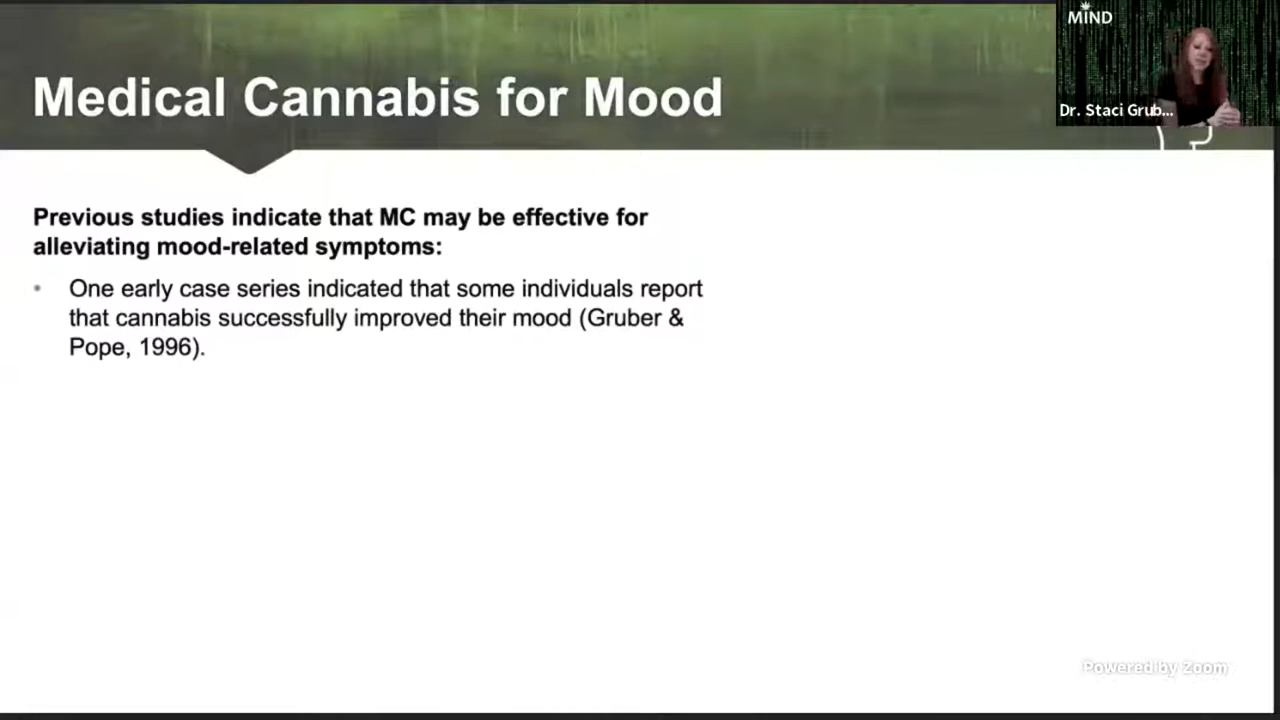 MIND
Medical Cannabis for Mood
Dr. Staci Grub...
Previous studies indicate that MC may be effective for
alleviating mood-related symptoms:
• One early case series indicated that some individuals report
that cannabis successfully improved their mood (Gruber &
Pope, 1996).
Powered by Zoom